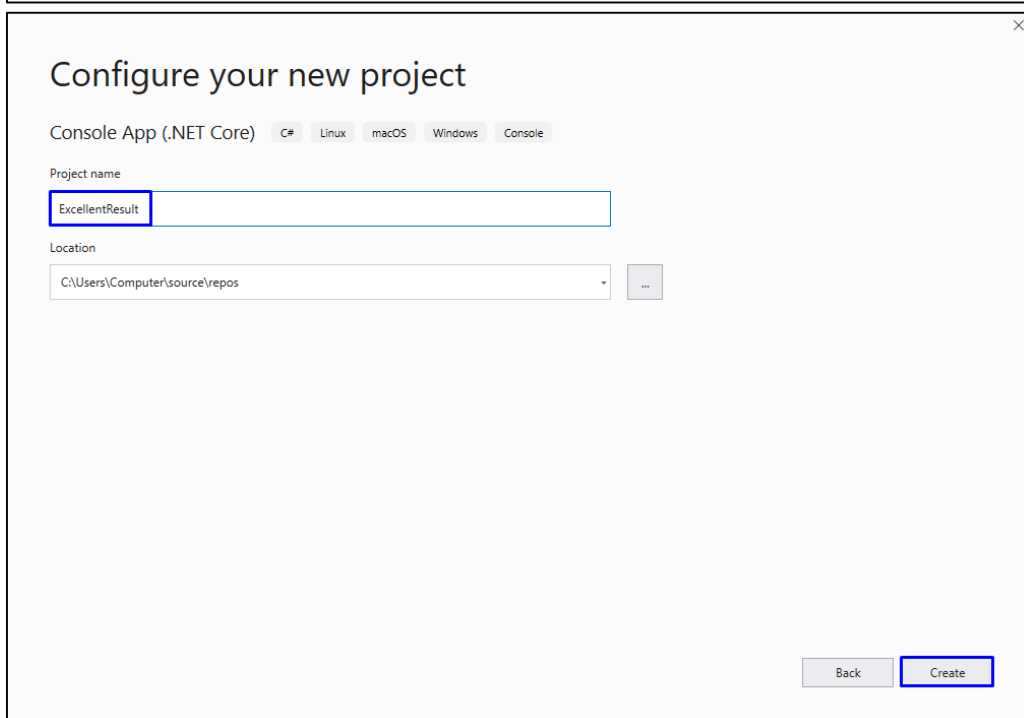 Configure your new project
Console App (.NET Core) C# Linux macOS Windows Console
Project name
ExcellentResult
Location
C:\Users\Computer\source\repos
...
Back Create